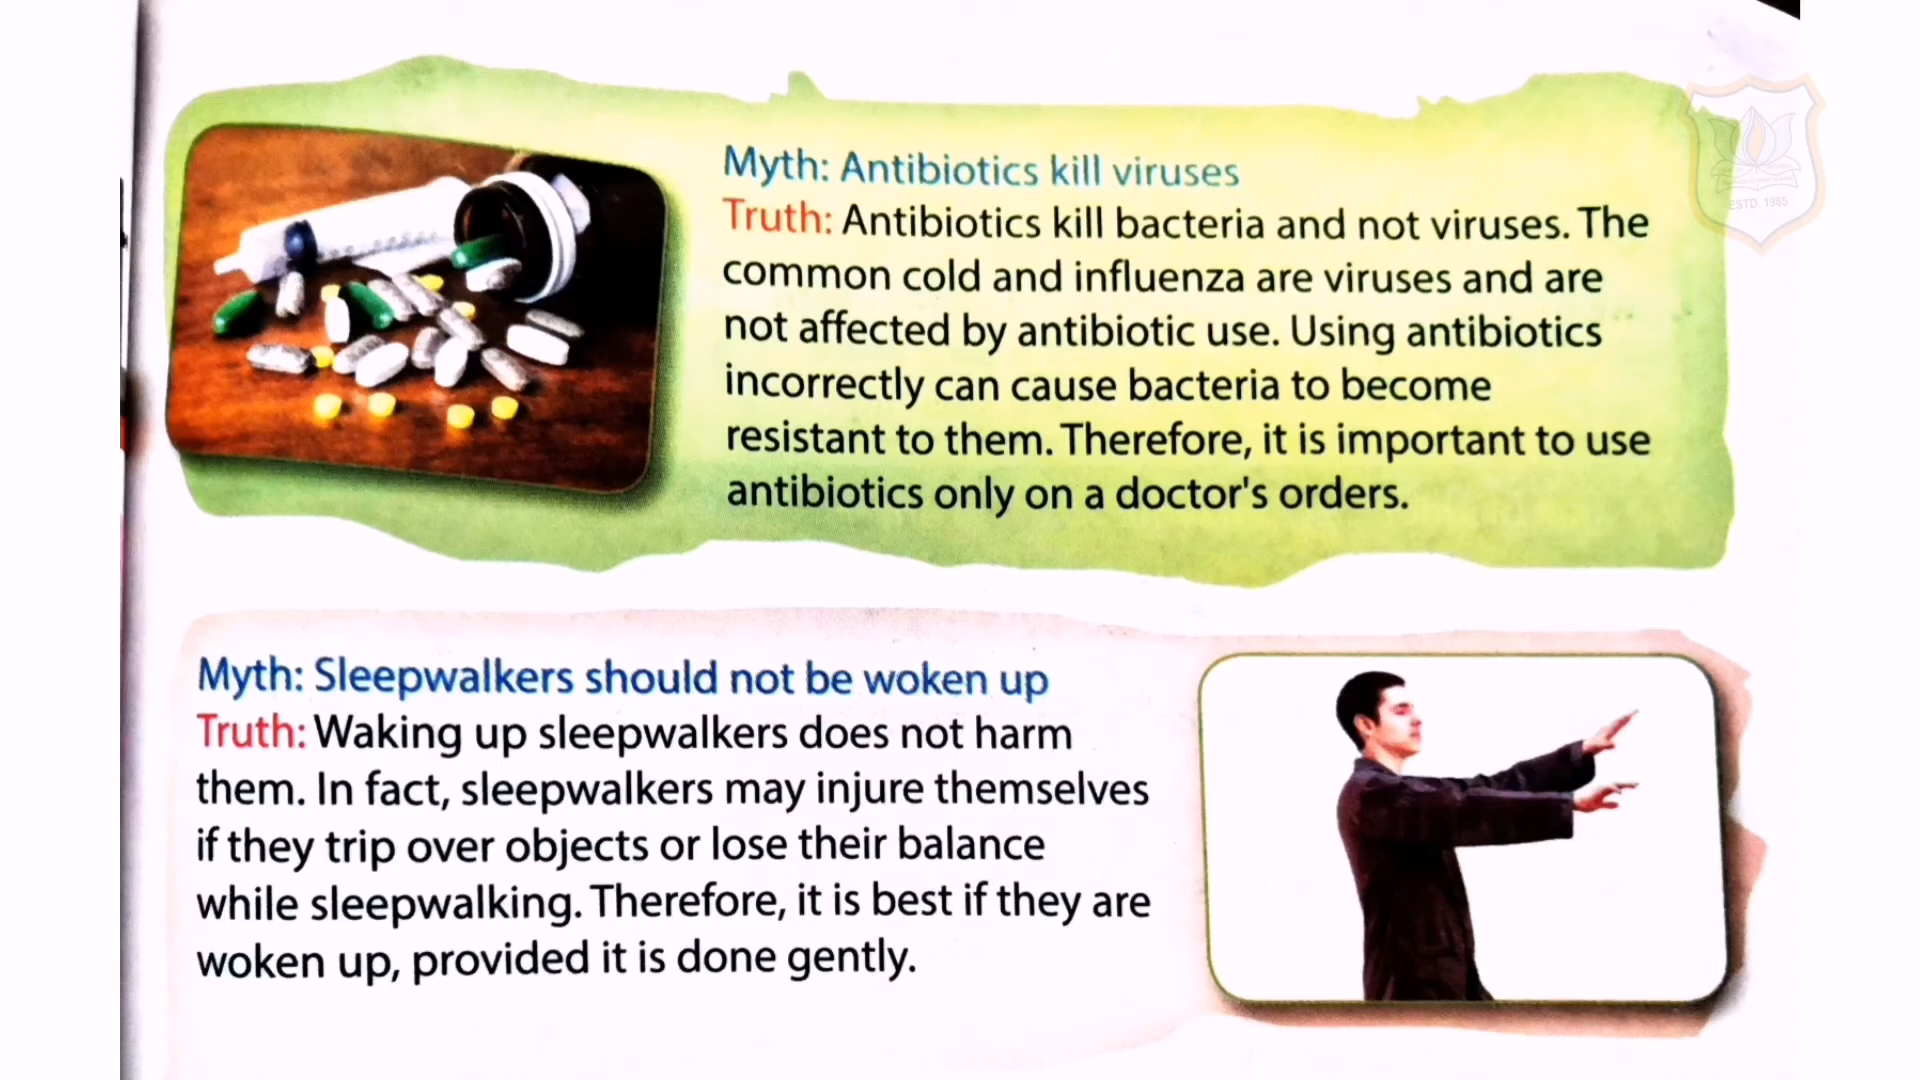 Myth: Antibiotics kill viruses
Truth: Antibiotics kill bacteria and not viruses. The
common cold and influenza are viruses and are
not affected by antibiotic use. Using antibiotics
incorrectly can cause bacteria to become
resistant to them. Therefore, it is important to use
antibiotics only on a doctor's orders.
ESTD. 1985
Myth: Sleepwalkers should not be woken up
Truth: Waking up sleepwalkers does not harm
them. In fact, sleepwalkers may injure themselves
if they trip over objects or lose their balance
while sleepwalking. Therefore, it is best if they are
woken up, provided it is done gently.